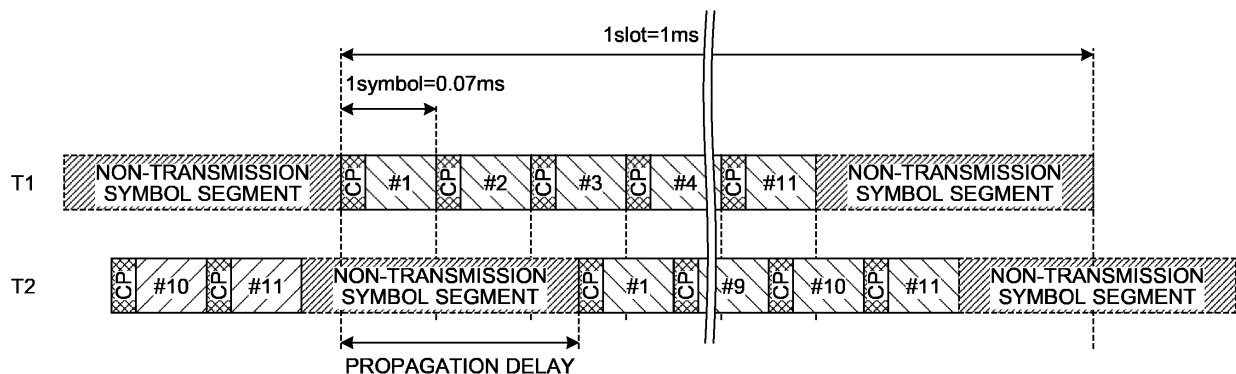 1slot=1ms
1symbol=0.07ms
T1
NON-TRANSMISSION
SYMBOL SEGMENT
CP
#1
CP
#2
CP
#3
CP
#4
CP
#11
NON-TRANSMISSION
SYMBOL SEGMENT
T2
CP
#10
CP
#11
NON-TRANSMISSION
SYMBOL SEGMENT
CP
#1
CP
#9
CP
#10
CP
#11
NON-TRANSMISSION
SYMBOL SEGMENT
PROPAGATION DELAY